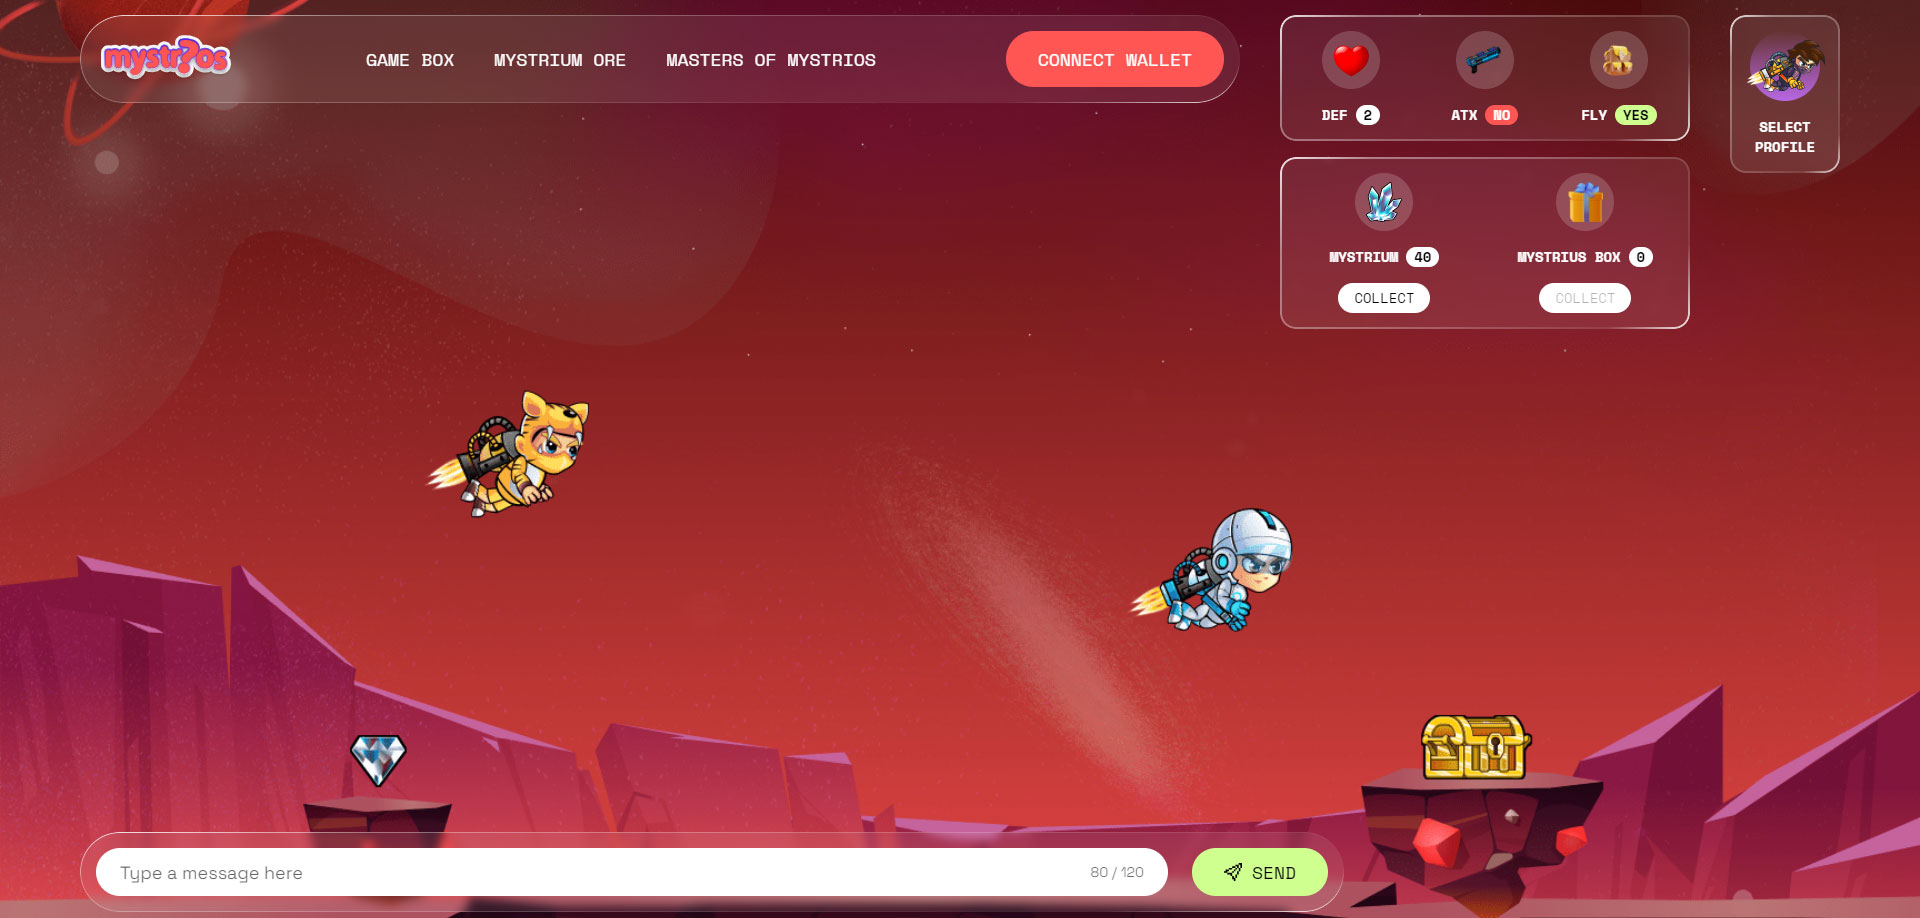 mystr?os
GAME BOX
MYSTRIUM ORE
MASTERS OF MYSTRIOS
CONNECT WALLET
DEF 2
ATX NO
FLY YES
SELECT
PROFILE
MYSTRIUM 40
MYSTRIUS BOX 0
COLLECT
COLLECT
Type a message here
80 / 120
SEND